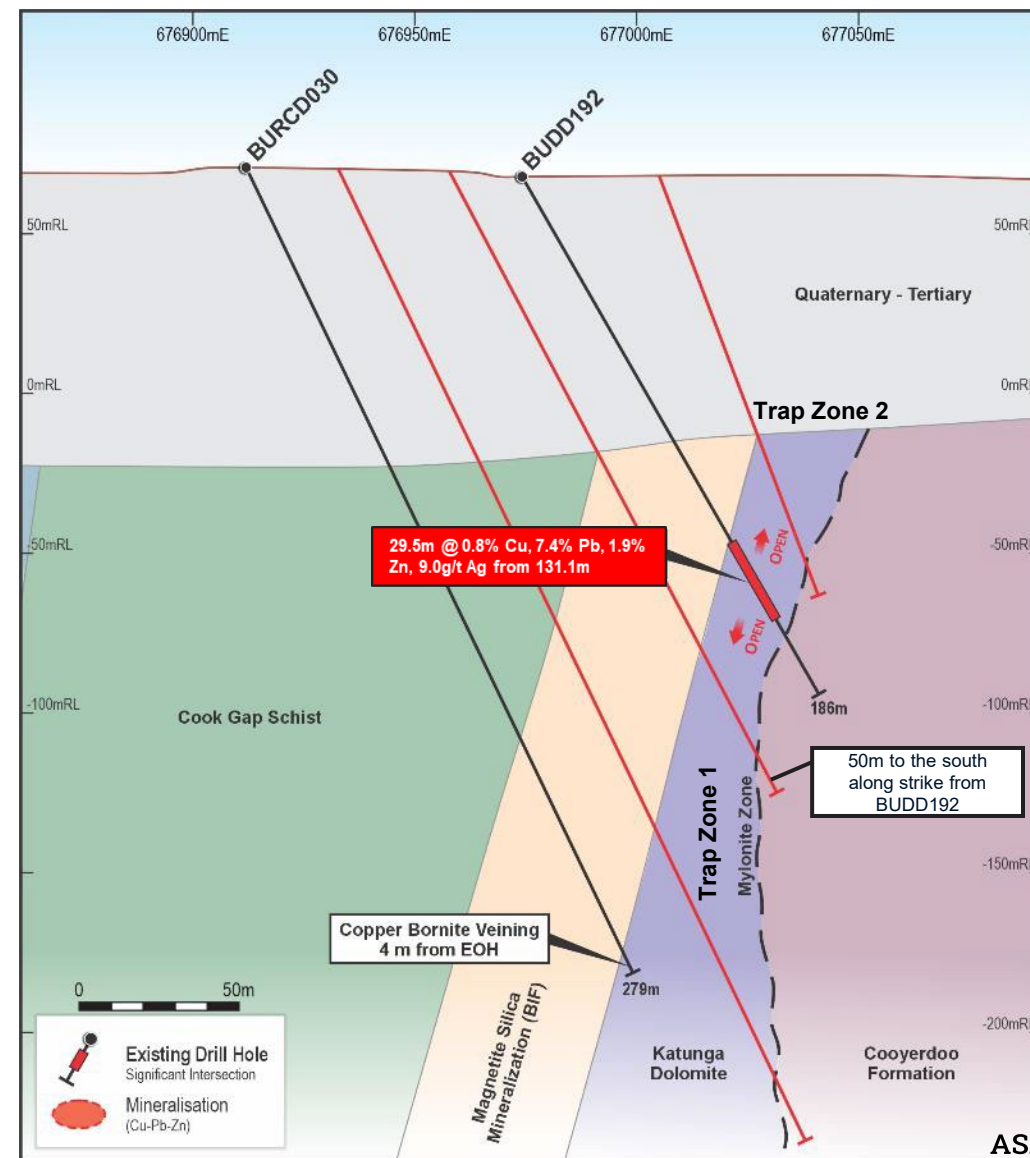 676900mE
676950mE
677000mE
677050mE
BURCD030
BUDD192
50mRL
50mRL
Quaternary - Tertiary
0mRL
0mRL
Trap Zone 2
-50mRL
-50mRL
29.5m @ 0.8% Cu, 7.4% Pb, 1.9%
Zn, 9.0g/t Ag from 131.1m
OPEN
OPEN
-100mRL
-100mRL
186m
Cook Gap Schist
50m to the south
along strike from
BUDD192
Trap Zone 1
Mylonite Zone
-150mRL
Copper Bornite Veining
4 m from EOH
279m
0
50m
Magnetite Silica
Mineralization (BIF)
-200mRL
Katunga
Dolomite
Cooyerdoo
Formation
Existing Drill Hole
Significant Intersection
Mineralisation
(Cu-Pb-Zn)
AS